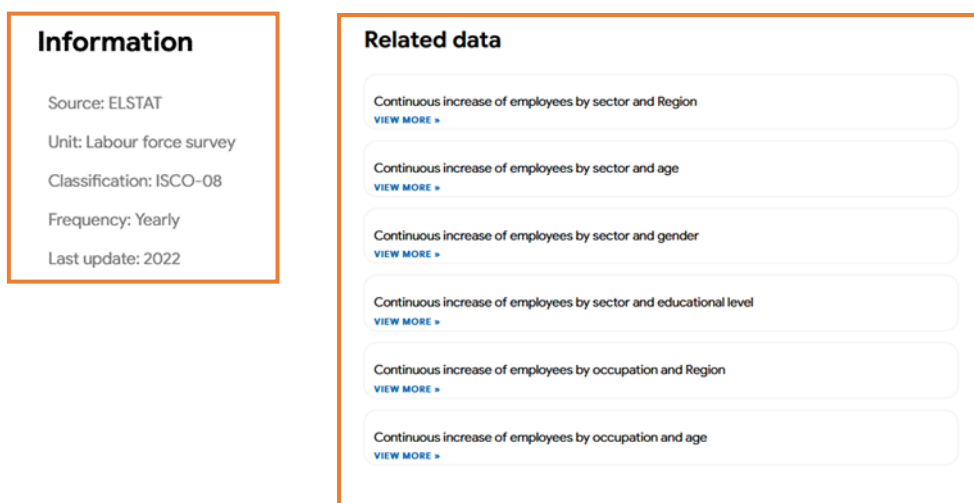 Information
Source: ELSTAT
Unit: Labour force survey
Classification: ISCO-08
Frequency: Yearly
Last update: 2022
Related data
Continuous increase of employees by sector and Region
VIEW MORE »
Continuous increase of employees by sector and age
VIEW MORE »
Continuous increase of employees by sector and gender
VIEW MORE »
Continuous increase of employees by sector and educational level
VIEW MORE »
Continuous increase of employees by occupation and Region
VIEW MORE »
Continuous increase of employees by occupation and age
VIEW MORE »